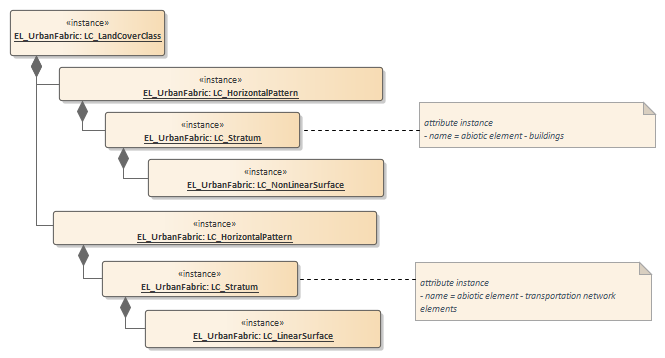 «instance»
EL_UrbanFabric: LC_LandCoverClass
«instance»
EL_UrbanFabric: LC_HorizontalPattern
«instance»
EL_UrbanFabric: LC_Stratum
attribute instance
- name = abiotic element - buildings
«instance»
EL_UrbanFabric: LC_NonLinearSurface
«instance»
EL_UrbanFabric: LC_HorizontalPattern
«instance»
EL_UrbanFabric: LC_Stratum
attribute instance
- name = abiotic element - transportation network
elements
«instance»
EL_UrbanFabric: LC_LinearSurface